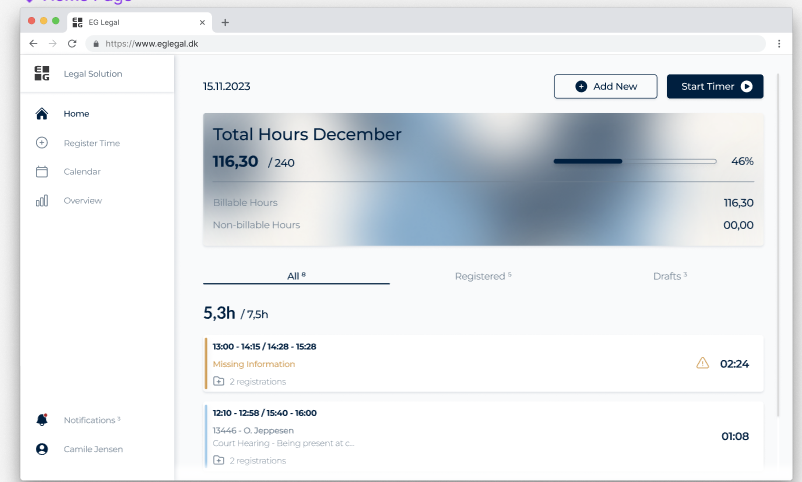 Home Page
EG Legal
https://www.eglegal.dk
EG
Legal Solution
Home
Register Time
Calendar
Overview
Notifications 3
Camile Jensen
15.11.2023
Add New
Start Timer
Total Hours December
116,30 / 240
46%
Billable Hours
116,30
Non-billable Hours
00,00
All 8
Registered 5
Drafts 3
5,3h / 7,5h
13:00 - 14:15 / 14:28 - 15:28
Missing Information
02:24
2 registrations
12:10 - 12:58 / 15:40 - 16:00
13446 - O. Jeppesen
Court Hearing - Being present at c...
01:08
2 registrations